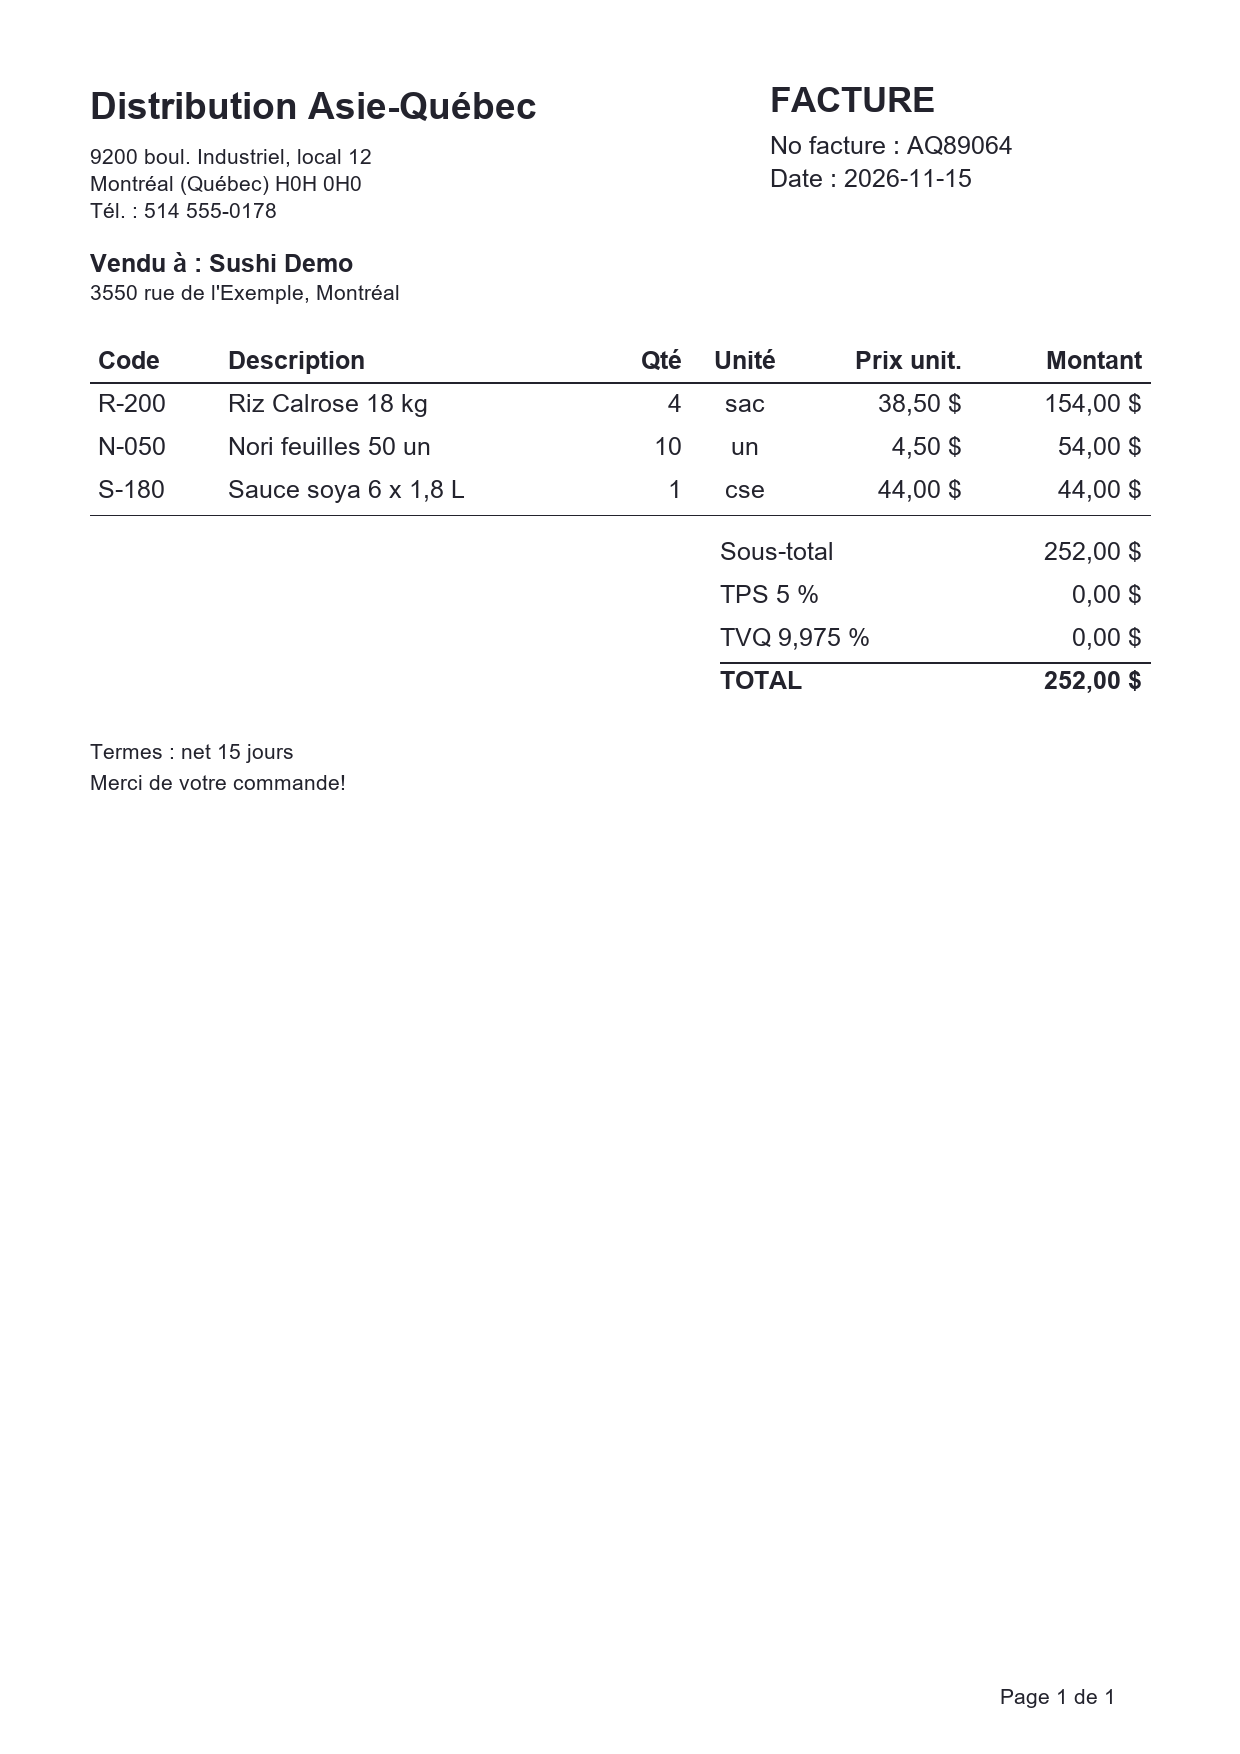 Distribution Asie-Québec
9200 boul. Industriel, local 12
Montréal (Québec) H0H 0H0
Tél. : 514 555-0178
FACTURE
No facture : AQ89064
Date : 2026-11-15
Vendu à : Sushi Demo
3550 rue de l'Exemple, Montréal
Code Description Qté Unité Prix unit. Montant
R-200 Riz Calrose 18 kg 4 sac 38,50 $ 154,00 $
N-050 Nori feuilles 50 un 10 un 4,50 $ 54,00 $
S-180 Sauce soya 6 x 1,8 L 1 cse 44,00 $ 44,00 $
Sous-total 252,00 $
TPS 5 % 0,00 $
TVQ 9,975 % 0,00 $
TOTAL 252,00 $
Termes : net 15 jours
Merci de votre commande!
Page 1 de 1